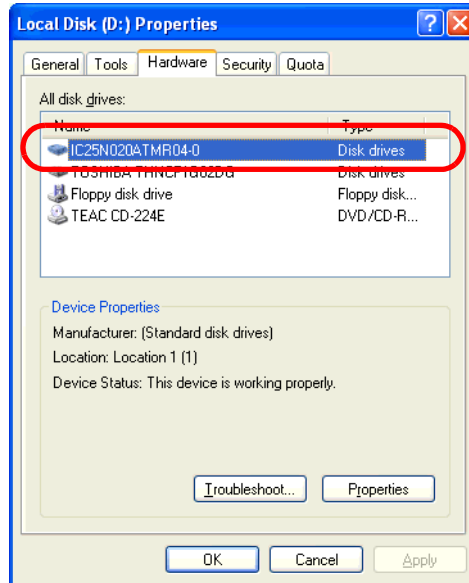 Local Disk (D:) Properties
General Tools Hardware Security Quota
All disk drives:
Name Type
IC25N020ATMR04-0 Disk drives
TOSHIBA THNCF1G02DG Disk drives
Floppy disk drive Floppy disk...
TEAC CD-224E DVD/CD-R...
Device Properties
Manufacturer: (Standard disk drives)
Location: Location 1 (1)
Device Status: This device is working properly.
Troubleshoot... Properties
OK Cancel Apply